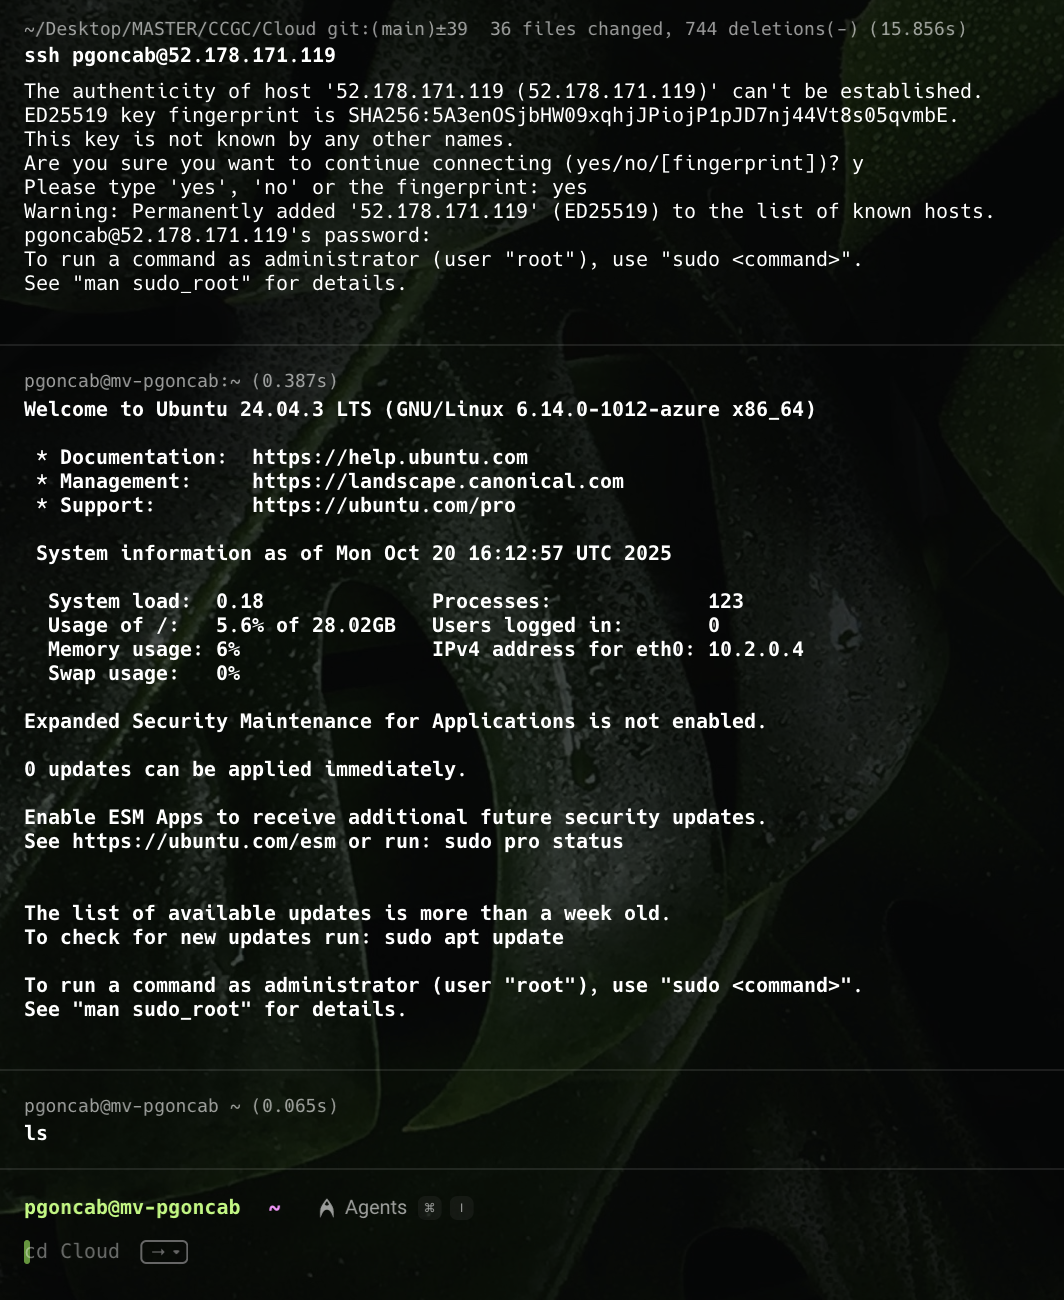 ~/Desktop/MASTER/CCGC/Cloud git:(main)±39  36 files changed, 744 deletions(-) (15.856s)
ssh pgoncab@52.178.171.119
The authenticity of host '52.178.171.119 (52.178.171.119)' can't be established.
ED25519 key fingerprint is SHA256:5A3enOSjbHW09xqhjJPiojP1pJD7nj44Vt8s05qvmbE.
This key is not known by any other names.
Are you sure you want to continue connecting (yes/no/[fingerprint])? y
Please type 'yes', 'no' or the fingerprint: yes
Warning: Permanently added '52.178.171.119' (ED25519) to the list of known hosts.
pgoncab@52.178.171.119's password:
To run a command as administrator (user "root"), use "sudo <command>".
See "man sudo_root" for details.
pgoncab@mv-pgoncab:~ (0.387s)
Welcome to Ubuntu 24.04.3 LTS (GNU/Linux 6.14.0-1012-azure x86_64)
* Documentation:  https://help.ubuntu.com
* Management:     https://landscape.canonical.com
* Support:        https://ubuntu.com/pro
System information as of Mon Oct 20 16:12:57 UTC 2025
System load:  0.18              Processes:             123
Usage of /:   5.6% of 28.02GB   Users logged in:       0
Memory usage: 6%                IPv4 address for eth0: 10.2.0.4
Swap usage:   0%
Expanded Security Maintenance for Applications is not enabled.
0 updates can be applied immediately.
Enable ESM Apps to receive additional future security updates.
See https://ubuntu.com/esm or run: sudo pro status
The list of available updates is more than a week old.
To check for new updates run: sudo apt update
To run a command as administrator (user "root"), use "sudo <command>".
See "man sudo_root" for details.
pgoncab@mv-pgoncab ~ (0.065s)
ls
pgoncab@mv-pgoncab  ~  Agents ⌘ I
cd Cloud →